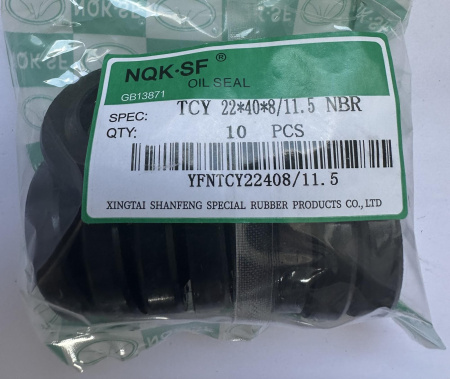 NQK·SF ®
OIL SEAL
GB13871
SPEC: TCY 22*40*8/11.5 NBR
QTY: 10 PCS
YFNTCY22408/11.5
XINGTAI SHANFENG SPECIAL RUBBER PRODUCTS CO., LTD